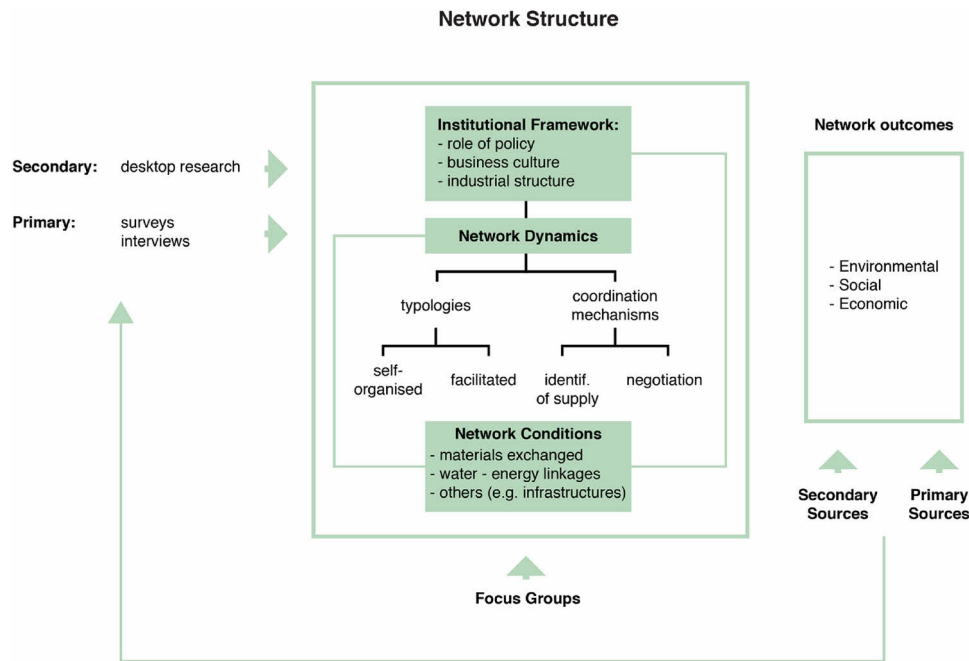 Network Structure
Institutional Framework:
- role of policy
- business culture
- industrial structure
Network outcomes
Secondary: desktop research
Primary: surveys
interviews
Network Dynamics
- Environmental
- Social
- Economic
typologies
coordination
mechanisms
self-
organised
facilitated
identif.
of supply
negotiation
Network Conditions
- materials exchanged
- water - energy linkages
- others (e.g. infrastructures)
Secondary
Sources
Primary
Sources
Focus Groups